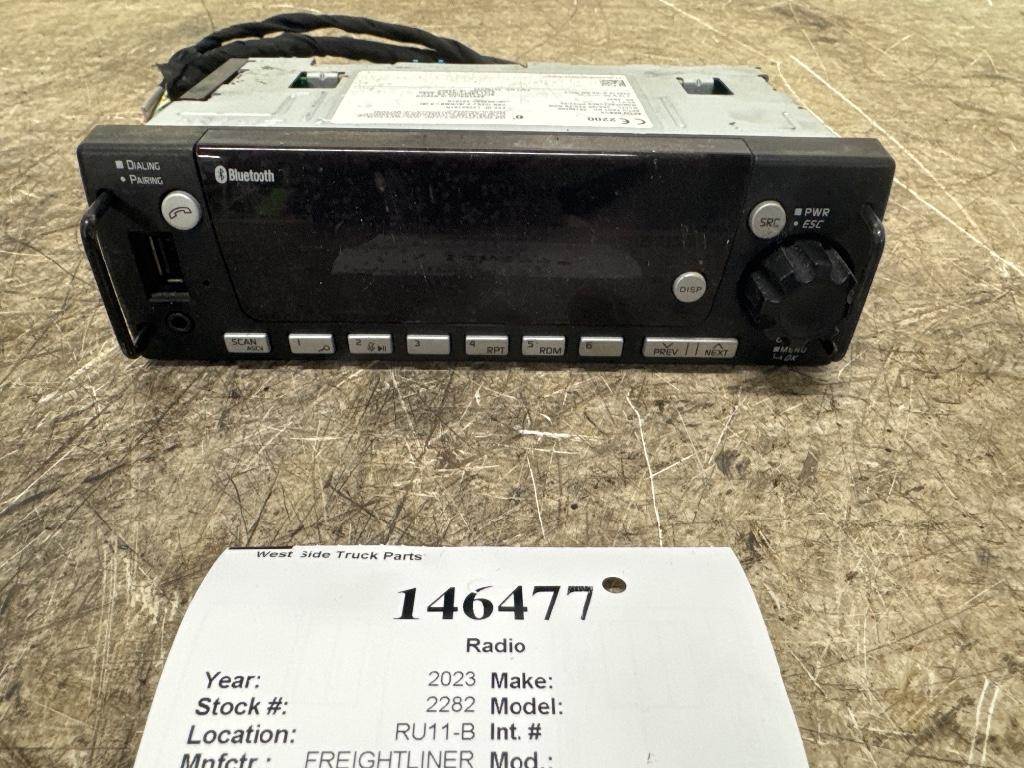 CE2200
DIALING
PAIRING
Bluetooth
SRC PWR
ESC
DISP
SCAN 1 2 3 4 RPT 5 RDM 6 PREV NEXT
ASCII
MENU
OK
West Side Truck Parts
146477
Radio
Year: 2023 Make:
Stock #: 2282 Model:
Location: RU11-B Int. #
Mnfctr.: FREIGHTLINER Mod.: